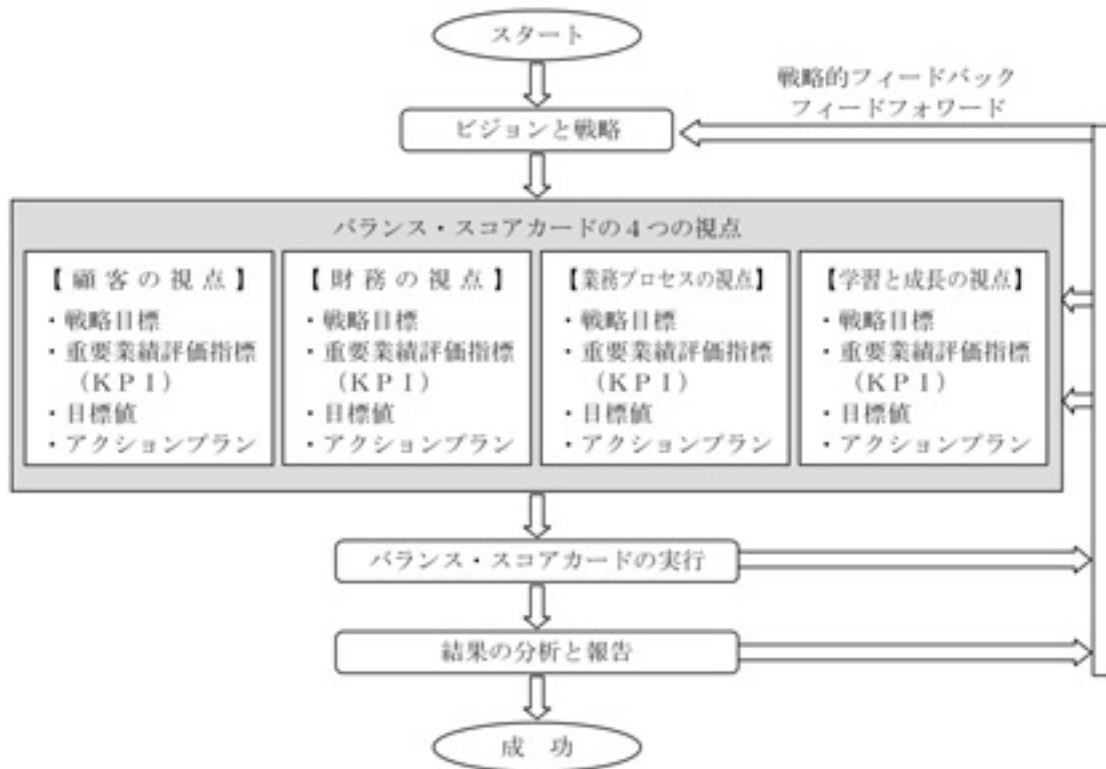 スタート
戦略的フィードバック
フィードフォワード
ビジョンと戦略
バランス・スコアカードの4つの視点
【顧客の視点】
・戦略目標
・重要業績評価指標
(KPI)
・目標値
・アクションプラン
【財務の視点】
・戦略目標
・重要業績評価指標
(KPI)
・目標値
・アクションプラン
【業務プロセスの視点】
・戦略目標
・重要業績評価指標
(KPI)
・目標値
・アクションプラン
【学習と成長の視点】
・戦略目標
・重要業績評価指標
(KPI)
・目標値
・アクションプラン
バランス・スコアカードの実行
結果の分析と報告
成 功